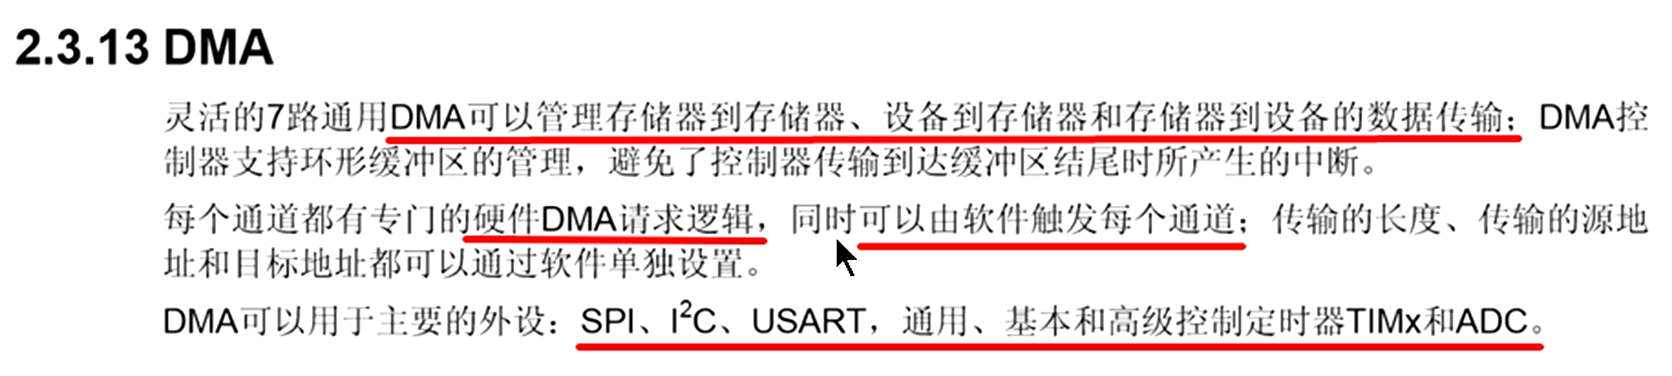 2.3.13 DMA
灵活的7路通用DMA可以管理存储器到存储器、设备到存储器和存储器到设备的数据传输；DMA控
制器支持环形缓冲区的管理，避免了控制器传输到达缓冲区结尾时所产生的中断。
每个通道都有专门的硬件DMA请求逻辑，同时可以由软件触发每个通道；传输的长度、传输的源地
址和目标地址都可以通过软件单独设置。
DMA可以用于主要的外设：SPI、I²C、USART，通用、基本和高级控制定时器TIMx和ADC。